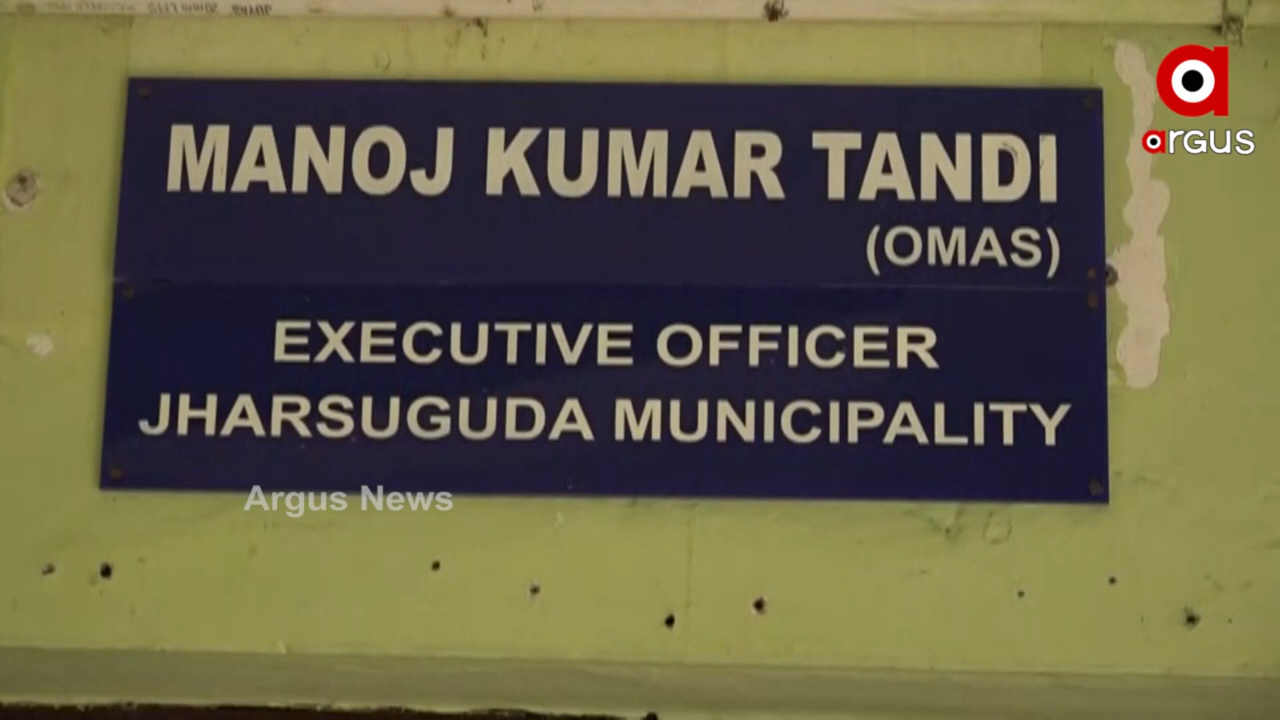 MANOJ KUMAR TANDI
(OMAS)
EXECUTIVE OFFICER
JHARSUGUDA MUNICIPALITY
argus
Argus News